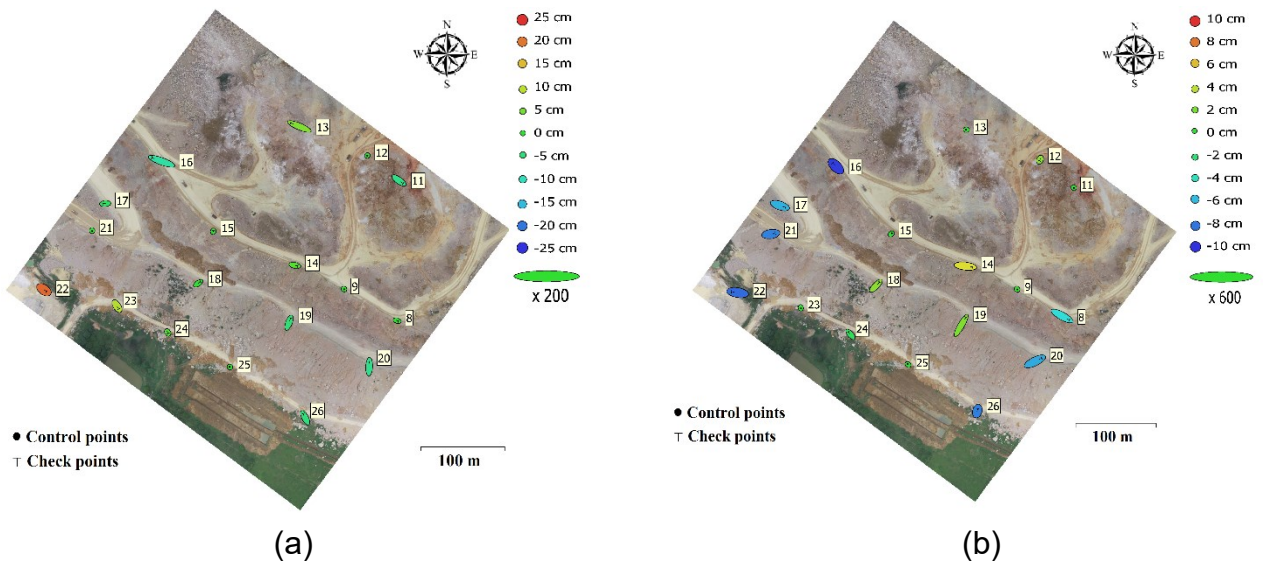 N
W E
S
25 cm
20 cm
15 cm
10 cm
5 cm
0 cm
-5 cm
-10 cm
-15 cm
-20 cm
-25 cm
x 200
13
12
11
16
17
21
15
14
18
9
22
23
19
8
24
20
25
26
● Control points
⊤ Check points
100 m
(a)
N
W E
S
10 cm
8 cm
6 cm
4 cm
2 cm
0 cm
-2 cm
-4 cm
-6 cm
-8 cm
-10 cm
x 600
13
12
11
16
17
21
15
14
18
9
22
23
19
8
24
20
25
26
● Control points
⊤ Check points
100 m
(b)